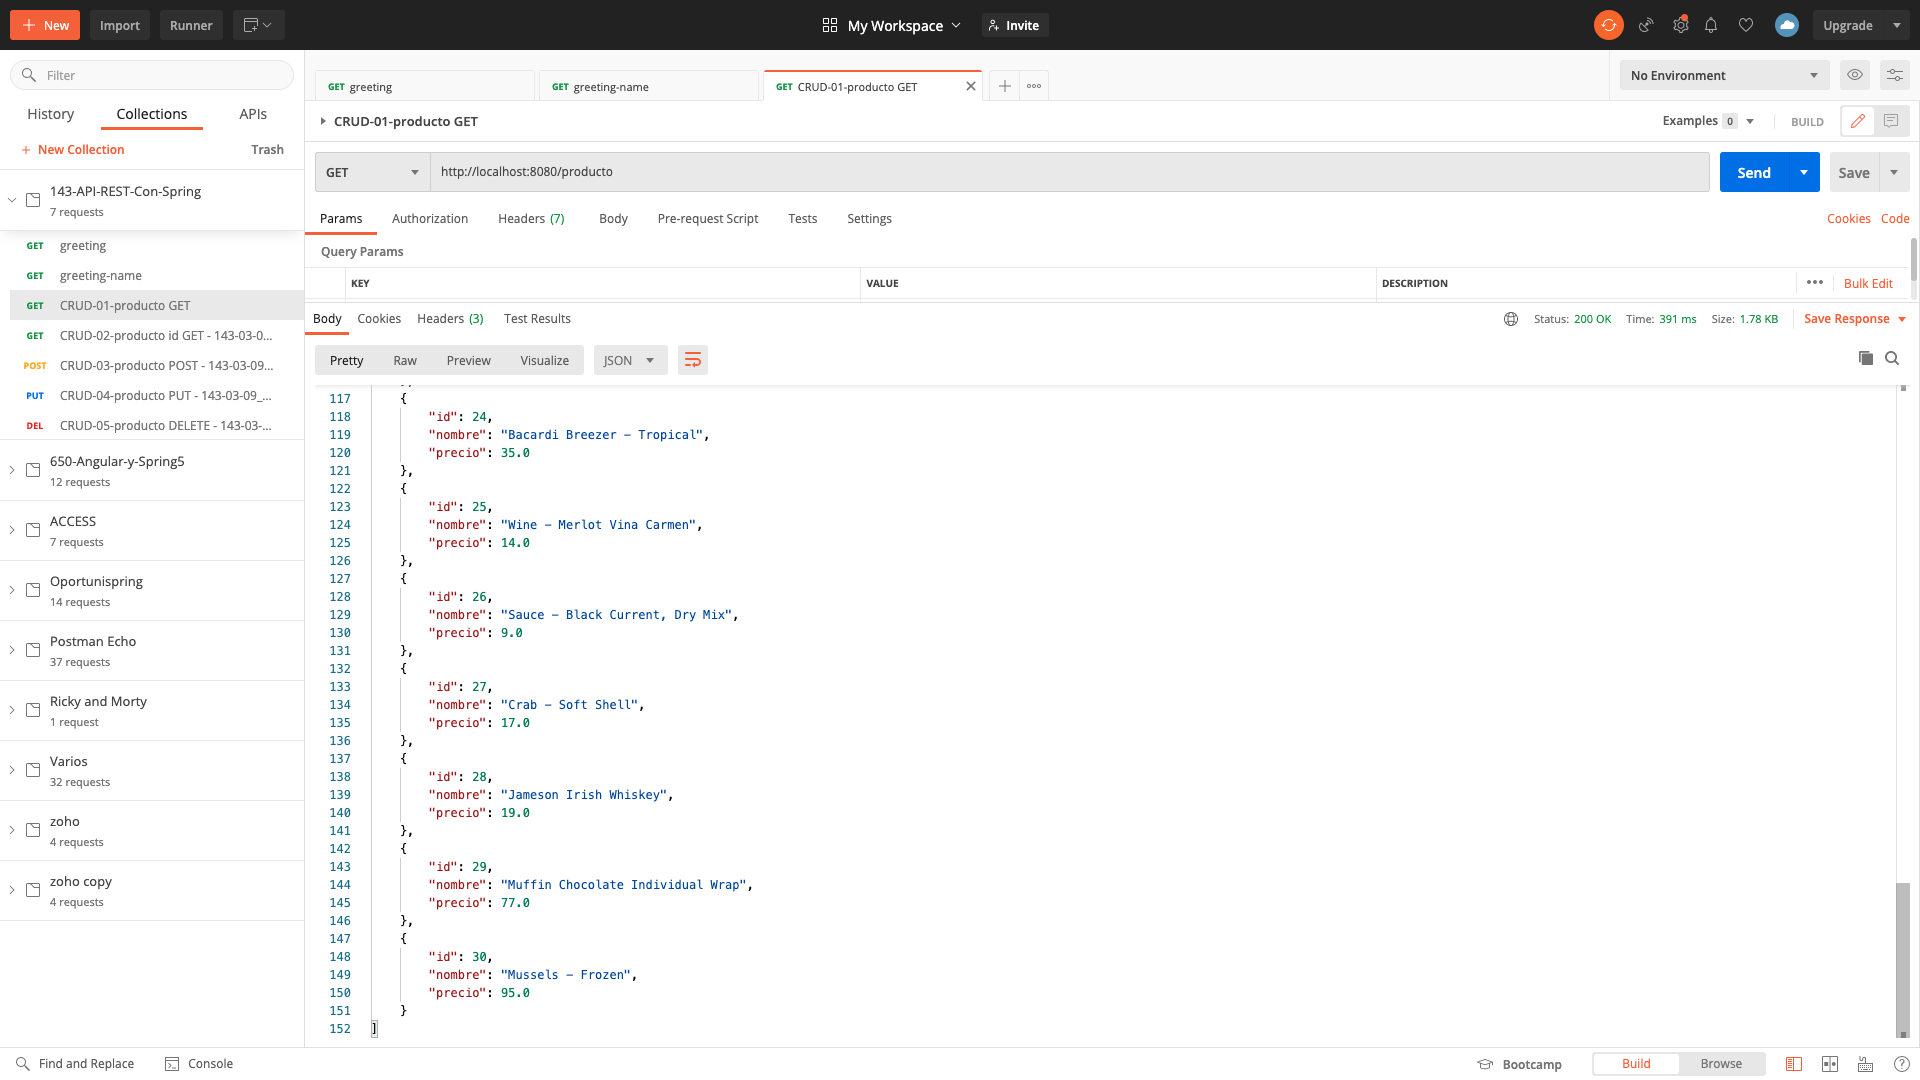 New
Import
Runner
My Workspace
Invite
Upgrade
Filter
History
Collections
APIs
New Collection
Trash
143-API-REST-Con-Spring
7 requests
GET greeting
GET greeting-name
GET CRUD-01-producto GET
GET CRUD-02-producto id GET - 143-03-0...
POST CRUD-03-producto POST - 143-03-09...
PUT CRUD-04-producto PUT - 143-03-09_...
DEL CRUD-05-producto DELETE - 143-03-...
650-Angular-y-Spring5
12 requests
ACCESS
7 requests
Oportunispring
14 requests
Postman Echo
37 requests
Ricky and Morty
1 request
Varios
32 requests
zoho
4 requests
zoho copy
4 requests
GET greeting
GET greeting-name
GET CRUD-01-producto GET
No Environment
CRUD-01-producto GET
Examples 0
BUILD
GET
http://localhost:8080/producto
Send
Save
Params
Authorization
Headers (7)
Body
Pre-request Script
Tests
Settings
Cookies
Code
Query Params
KEY
VALUE
DESCRIPTION
Bulk Edit
Body
Cookies
Headers (3)
Test Results
Status: 200 OK
Time: 391 ms
Size: 1.78 KB
Save Response
Pretty
Raw
Preview
Visualize
JSON
117 {
118 "id": 24,
119 "nombre": "Bacardi Breezer - Tropical",
120 "precio": 35.0
121 },
122 {
123 "id": 25,
124 "nombre": "Wine - Merlot Vina Carmen",
125 "precio": 14.0
126 },
127 {
128 "id": 26,
129 "nombre": "Sauce - Black Current, Dry Mix",
130 "precio": 9.0
131 },
132 {
133 "id": 27,
134 "nombre": "Crab - Soft Shell",
135 "precio": 17.0
136 },
137 {
138 "id": 28,
139 "nombre": "Jameson Irish Whiskey",
140 "precio": 19.0
141 },
142 {
143 "id": 29,
144 "nombre": "Muffin Chocolate Individual Wrap",
145 "precio": 77.0
146 },
147 {
148 "id": 30,
149 "nombre": "Mussels - Frozen",
150 "precio": 95.0
151 }
152 ]
Find and Replace
Console
Bootcamp
Build
Browse